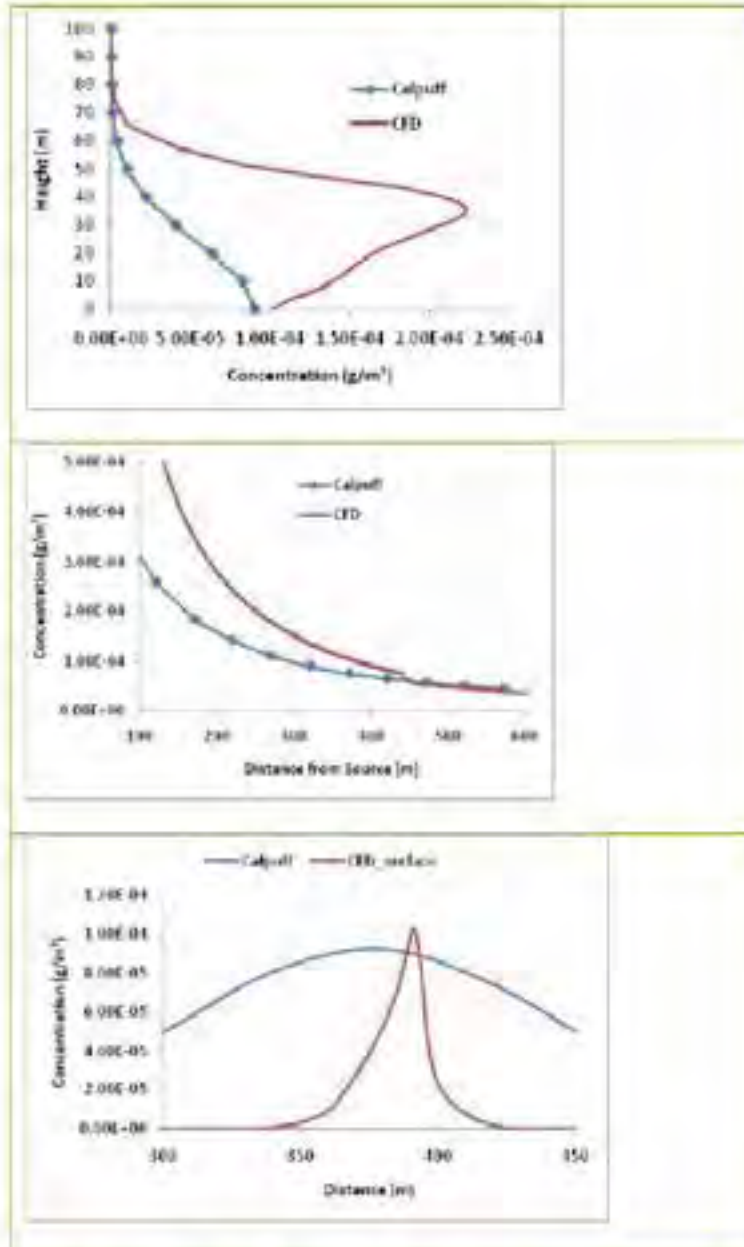 100
90
80
70
60
50
40
30
20
10
0
Height (m)
Calpuff
CFD
0.00E+00 5.00E-05 1.00E-04 1.50E-04 2.00E-04 2.50E-04
Concentration (g/m³)
5.00E-04
4.00E-04
3.00E-04
2.00E-04
1.00E-04
0.00E+00
Concentration (g/m³)
Calpuff
CFD
100 200 300 400 500 600
Distance from Source (m)
Calpuff CFD_surface
1.20E-04
1.00E-04
8.00E-05
6.00E-05
4.00E-05
2.00E-05
0.00E+00
Concentration (g/m³)
300 350 400 450
Distance (m)